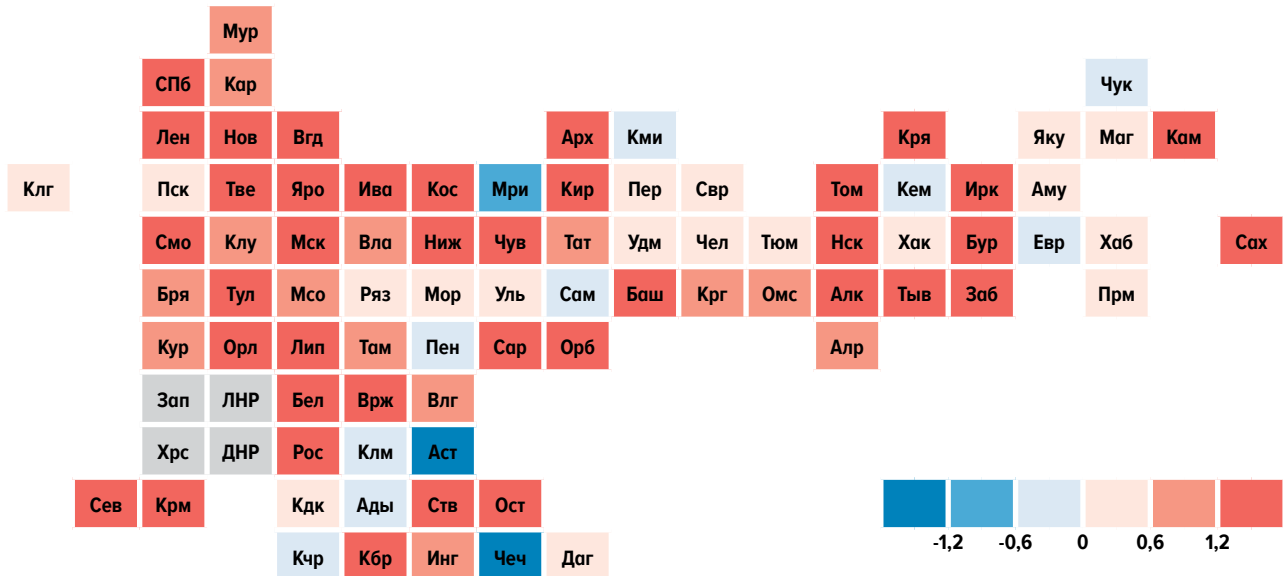 Мур
СПб Кар Чук
Лен Нов Вгд Арх Кми Кря Яку Маг Кам
Клг Пск Тве Яро Ива Кос Мри Кир Пер Свр Том Кем Ирк Аму
Смо Клу Мск Вла Ниж Чув Тат Удм Чел Тюм Нск Хак Бур Евр Хаб Сах
Бря Тул Мсо Ряз Мор Уль Сам Баш Крг Омс Алк Тыв Заб Прм
Кур Орл Лип Там Пен Сар Орб Алр
Зап ЛНР Бел Врж Влг
Хрс ДНР Рос Клм Аст
Сев Крм Кдк Ады Ств Ост
-1,2 -0,6 0 0,6 1,2
Кчр Кбр Инг Чеч Даг